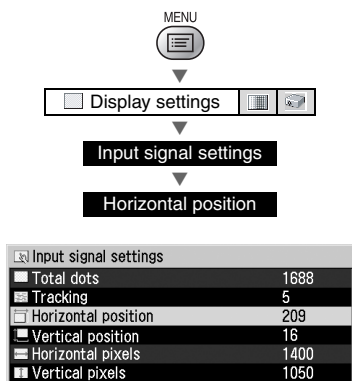 MENU
Display settings
Input signal settings
Horizontal position
Input signal settings
Total dots 1688
Tracking 5
Horizontal position 209
Vertical position 16
Horizontal pixels 1400
Vertical pixels 1050